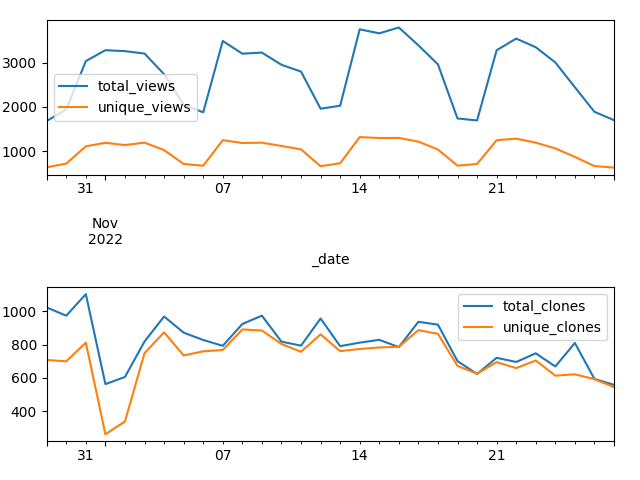 3000
2000
1000
total_views
unique_views
31
07
14
21
Nov
2022
_date
1000
800
600
400
total_clones
unique_clones
31
07
14
21